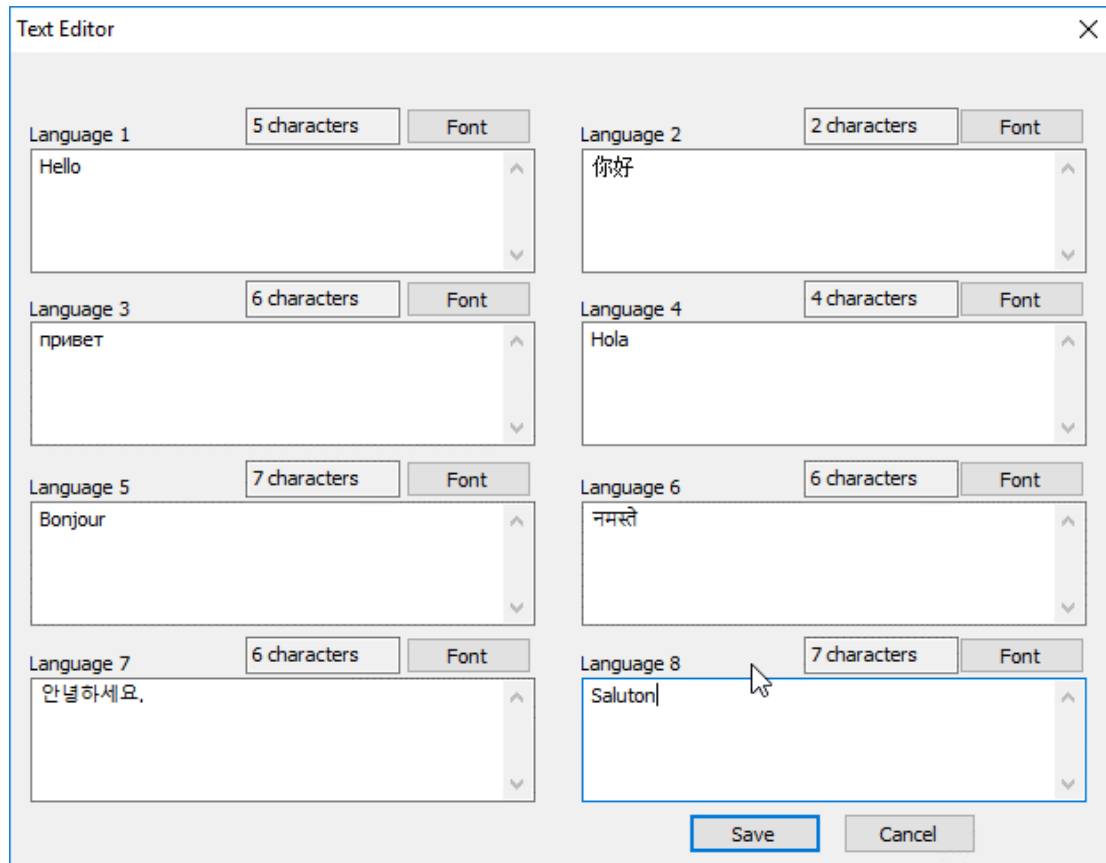 Text Editor
Language 1 5 characters Font
Language 2 2 characters Font
Hello
你好
Language 3 6 characters Font
Language 4 4 characters Font
привет
Hola
Language 5 7 characters Font
Language 6 6 characters Font
Bonjour
नमस्ते
Language 7 6 characters Font
Language 8 7 characters Font
안녕하세요.
Saluton
Save Cancel